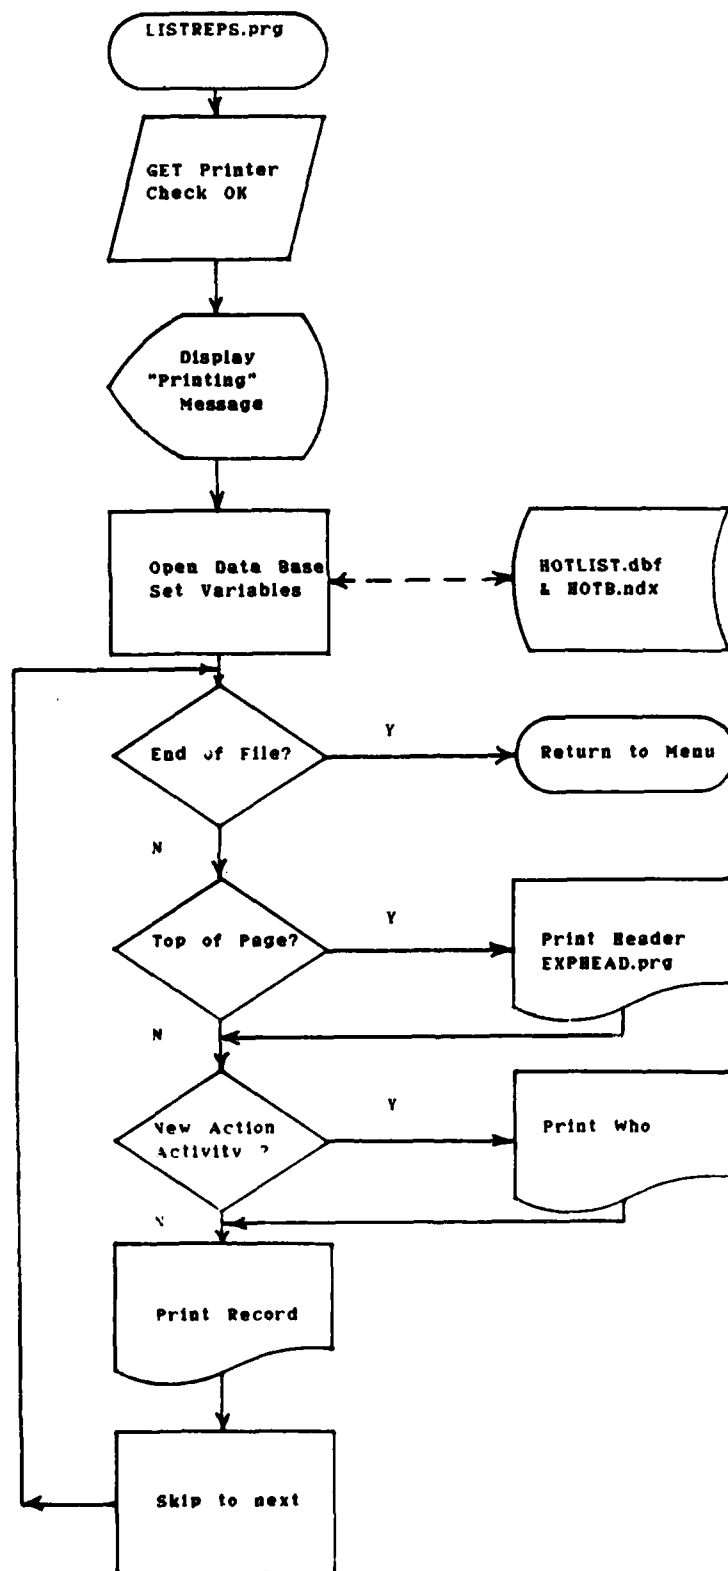 LISTREPS.prg
GET Printer
Check OK
Display
"Printing"
Message
Open Data Base
Set Variables
HOTLIST.dbf
& HOTB.ndx
End of File?
Y
Return to Menu
N
Top of Page?
Y
Print Header
EXPHEAD.prg
N
New Action
Activity ?
Y
Print Who
N
Print Record
Skip to next